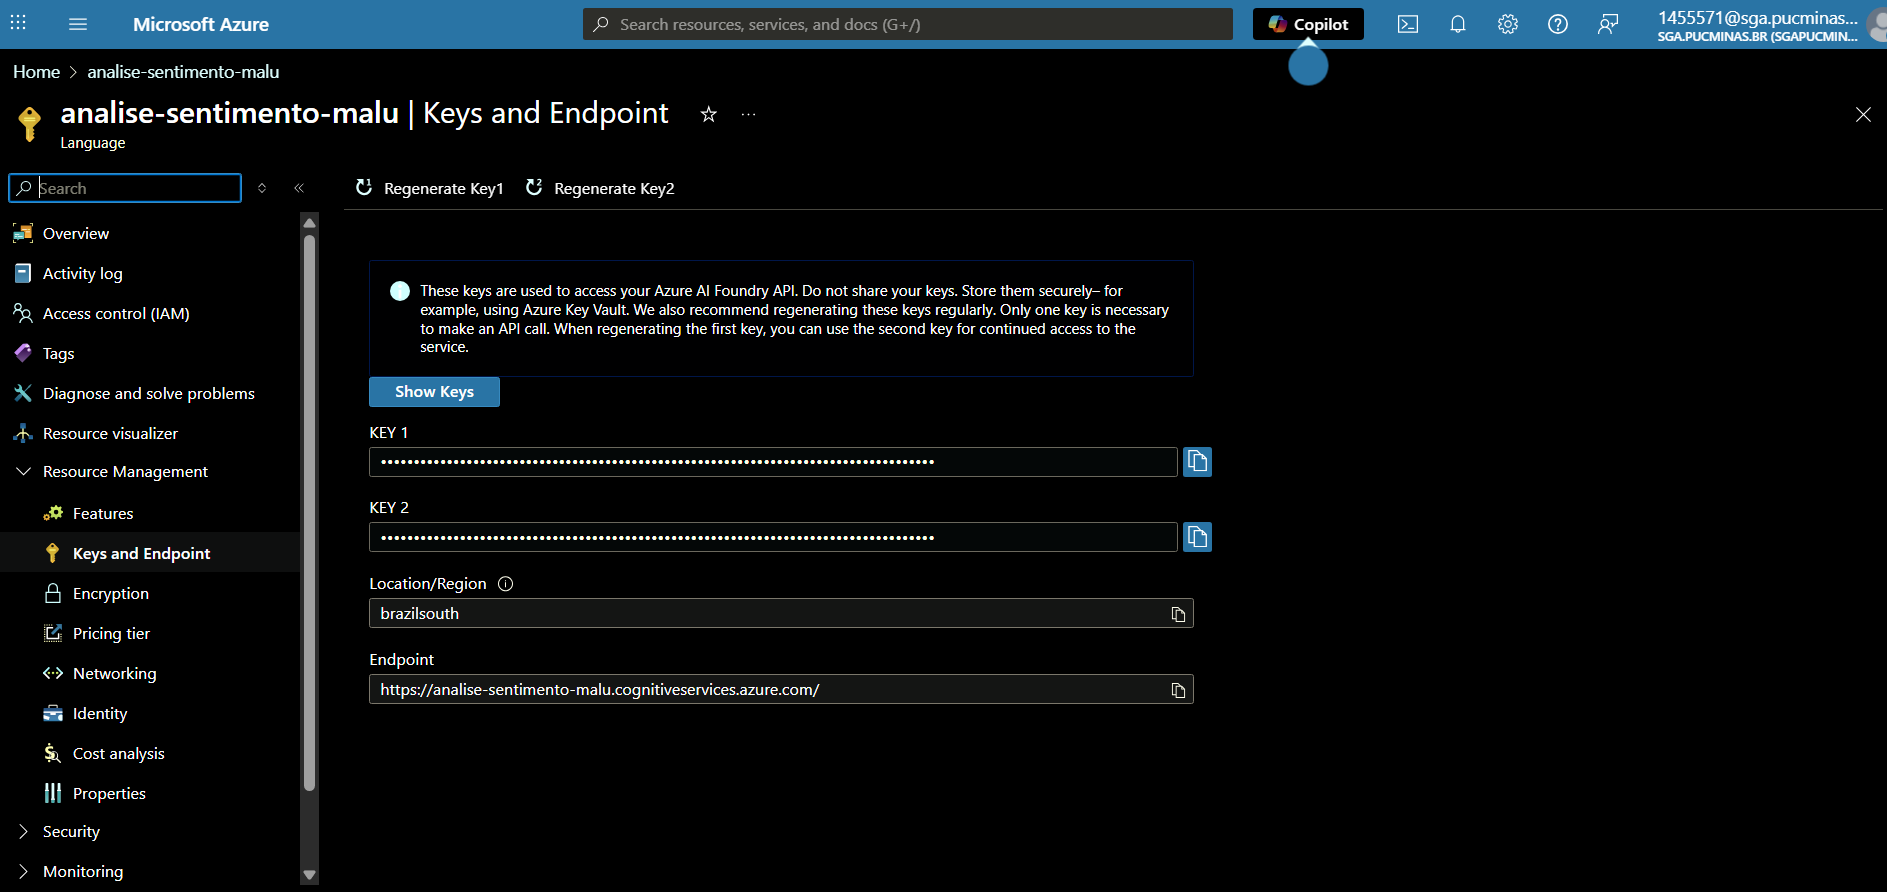 Microsoft Azure
Search resources, services, and docs (G+/)
Copilot
1455571@sga.pucminas...
SGA.PUCMINAS.BR (SGAPUCMIN...
Home > analise-sentimento-malu
analise-sentimento-malu | Keys and Endpoint
Language
Search
Regenerate Key1
Regenerate Key2
Overview
Activity log
Access control (IAM)
Tags
Diagnose and solve problems
Resource visualizer
Resource Management
Features
Keys and Endpoint
Encryption
Pricing tier
Networking
Identity
Cost analysis
Properties
Security
Monitoring
These keys are used to access your Azure AI Foundry API. Do not share your keys. Store them securely– for
example, using Azure Key Vault. We also recommend regenerating these keys regularly. Only one key is necessary
to make an API call. When regenerating the first key, you can use the second key for continued access to the
service.
Show Keys
KEY 1
KEY 2
Location/Region
brazilsouth
Endpoint
https://analise-sentimento-malu.cognitiveservices.azure.com/